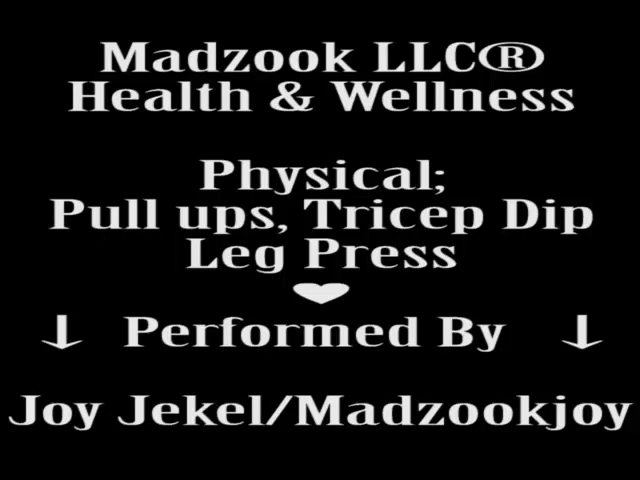 Madzook LLC®
Health & Wellness
Physical;
Pull ups, Tricep Dip
Leg Press
❤
↓ Performed By ↓
Joy Jekel/Madzookjoy